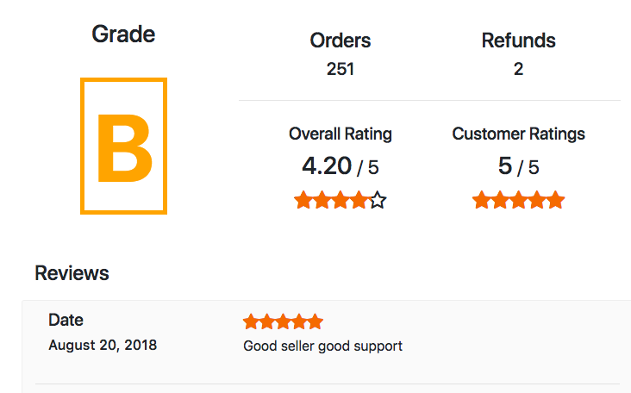 Grade
B
Orders
251
Refunds
2
Overall Rating
4.20 / 5
Customer Ratings
5 / 5
Reviews
Date
August 20, 2018
Good seller good support